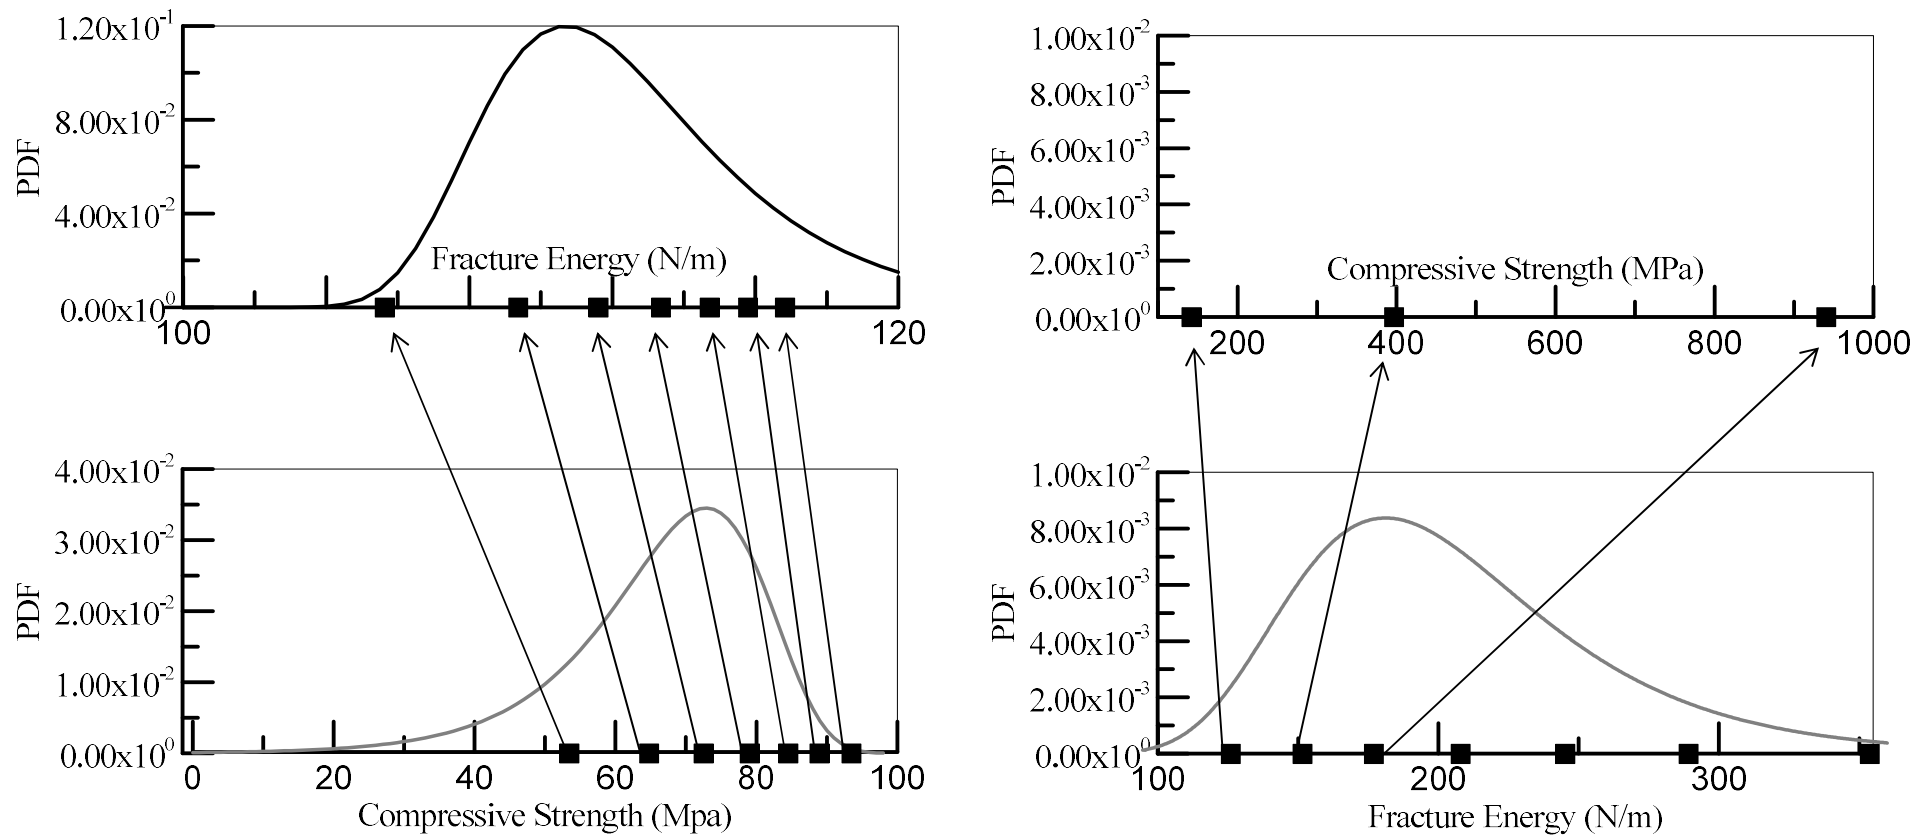 1.20x10⁻¹
8.00x10⁻²
4.00x10⁻²
0.00x10⁰
PDF
Fracture Energy (N/m)
100 120
4.00x10⁻²
3.00x10⁻²
2.00x10⁻²
1.00x10⁻²
0.00x10⁰
PDF
0 20 40 60 80 100
Compressive Strength (Mpa)
1.00x10⁻²
8.00x10⁻³
6.00x10⁻³
4.00x10⁻³
2.00x10⁻³
0.00x10⁰
PDF
Compressive Strength (MPa)
200 400 600 800 1000
1.00x10⁻²
8.00x10⁻³
6.00x10⁻³
4.00x10⁻³
2.00x10⁻³
0.00x10⁰
PDF
100 200 300
Fracture Energy (N/m)